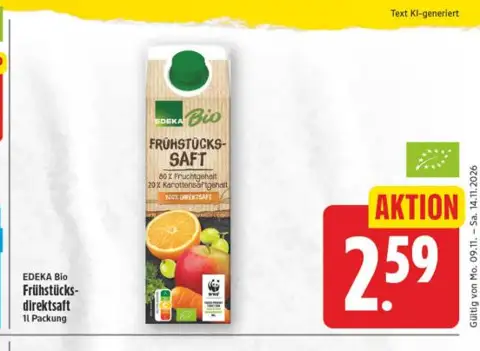 Text KI-generiert
EDEKA Bio
FRÜHSTÜCKS-
SAFT
80% Fruchtgehalt
20% Karottensaftgehalt
100% DIREKTSAFT
WWF
AKTION
2.59
EDEKA Bio
Frühstücks-
direktsaft
1l Packung
Gültig von Mo. 09.11. – Sa. 14.11.2026